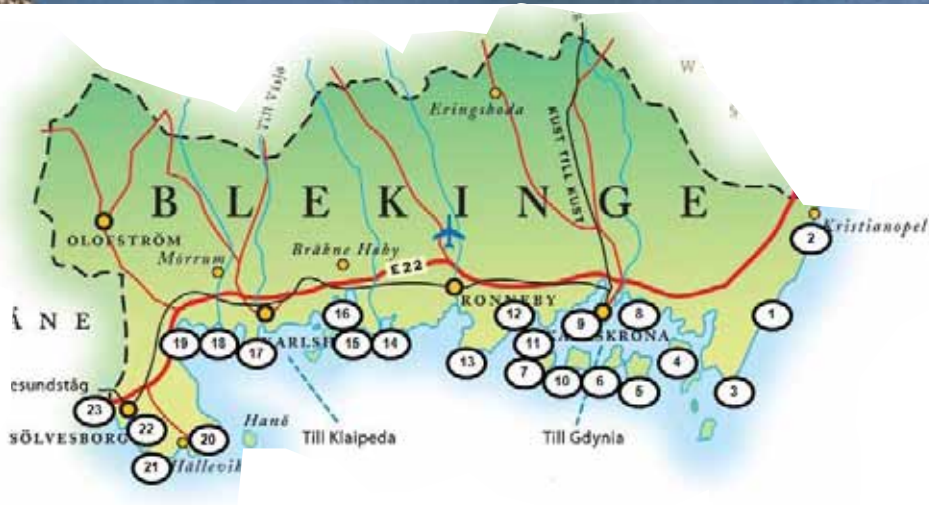 Till Växjö
Eringsboda
KUST TILL KUST
W
S
BLEKINGE
Kristianopel
2
OLOFSTRÖM
Mörrum
Bräkne Hoby
E22
RONNEBY
ÅNE
16
12
9
8
1
KARLSH
KARLSKRONA
19
18
17
15
14
11
13
7
10
6
5
4
3
esundståg
23
22
SÖLVESBORG
20
Hanö
Till Klaipeda
Till Gdynia
21
Hällevik